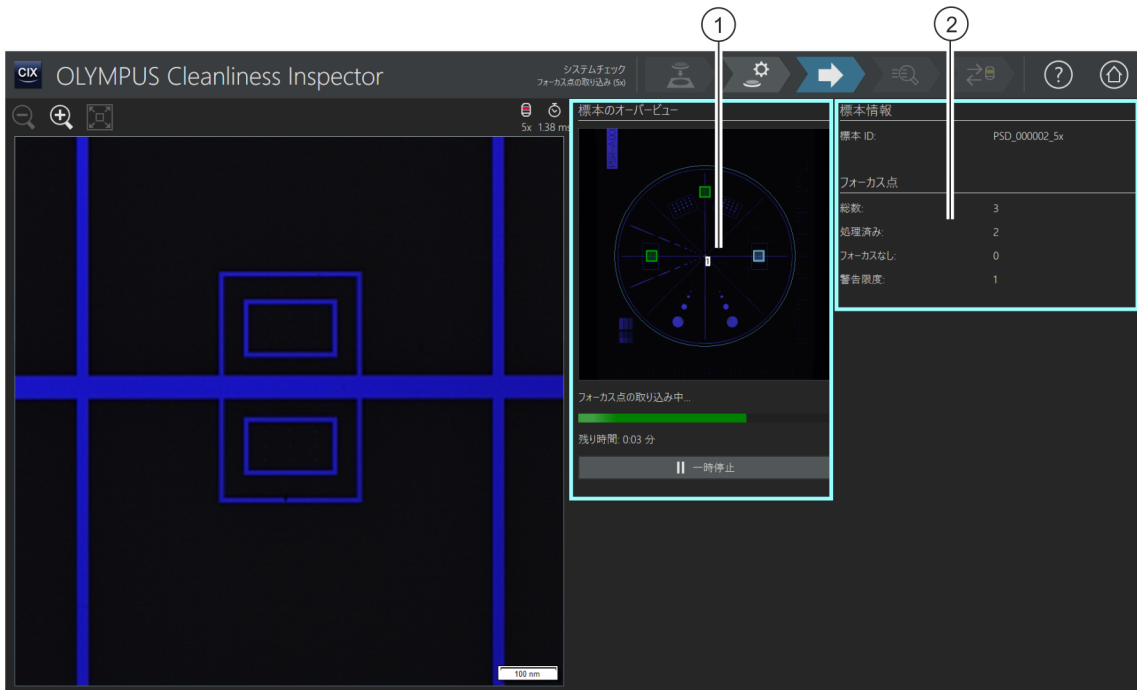 1
2
CIX
OLYMPUS Cleanliness Inspector
システムチェック
フォーカス点の取り込み (5x)
?
5x 1.38 ms
標本のオーバービュー
1
フォーカス点の取り込み中...
残り時間: 0:03 分
一時停止
標本情報
標本 ID: PSD_000002_5x
フォーカス点
総数: 3
処理済み: 2
フォーカスなし: 0
警告限度: 1
100 nm